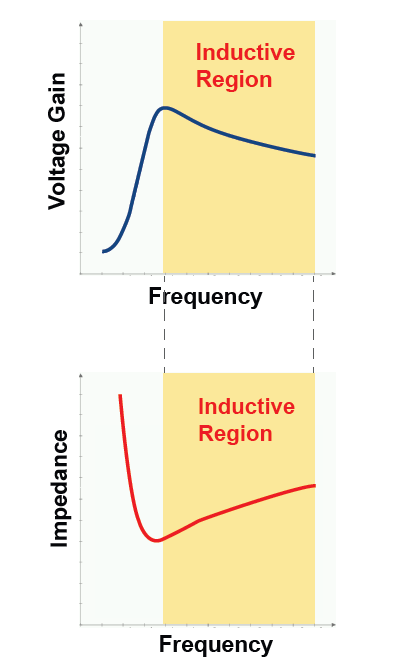 Inductive
Region
Voltage Gain
Frequency
Inductive
Region
Impedance
Frequency